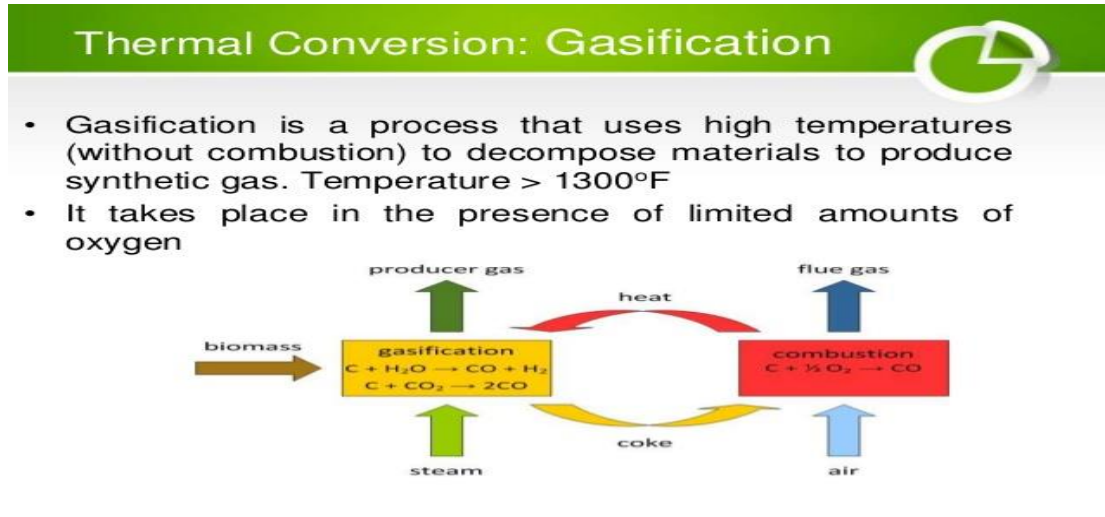 Thermal Conversion: Gasification
• Gasification is a process that uses high temperatures
(without combustion) to decompose materials to produce
synthetic gas. Temperature > 1300°F
• It takes place in the presence of limited amounts of
oxygen
producer gas
flue gas
heat
biomass
gasification
C + H₂O → CO + H₂
C + CO₂ → 2CO
combustion
C + ½ O₂ → CO
coke
steam
air